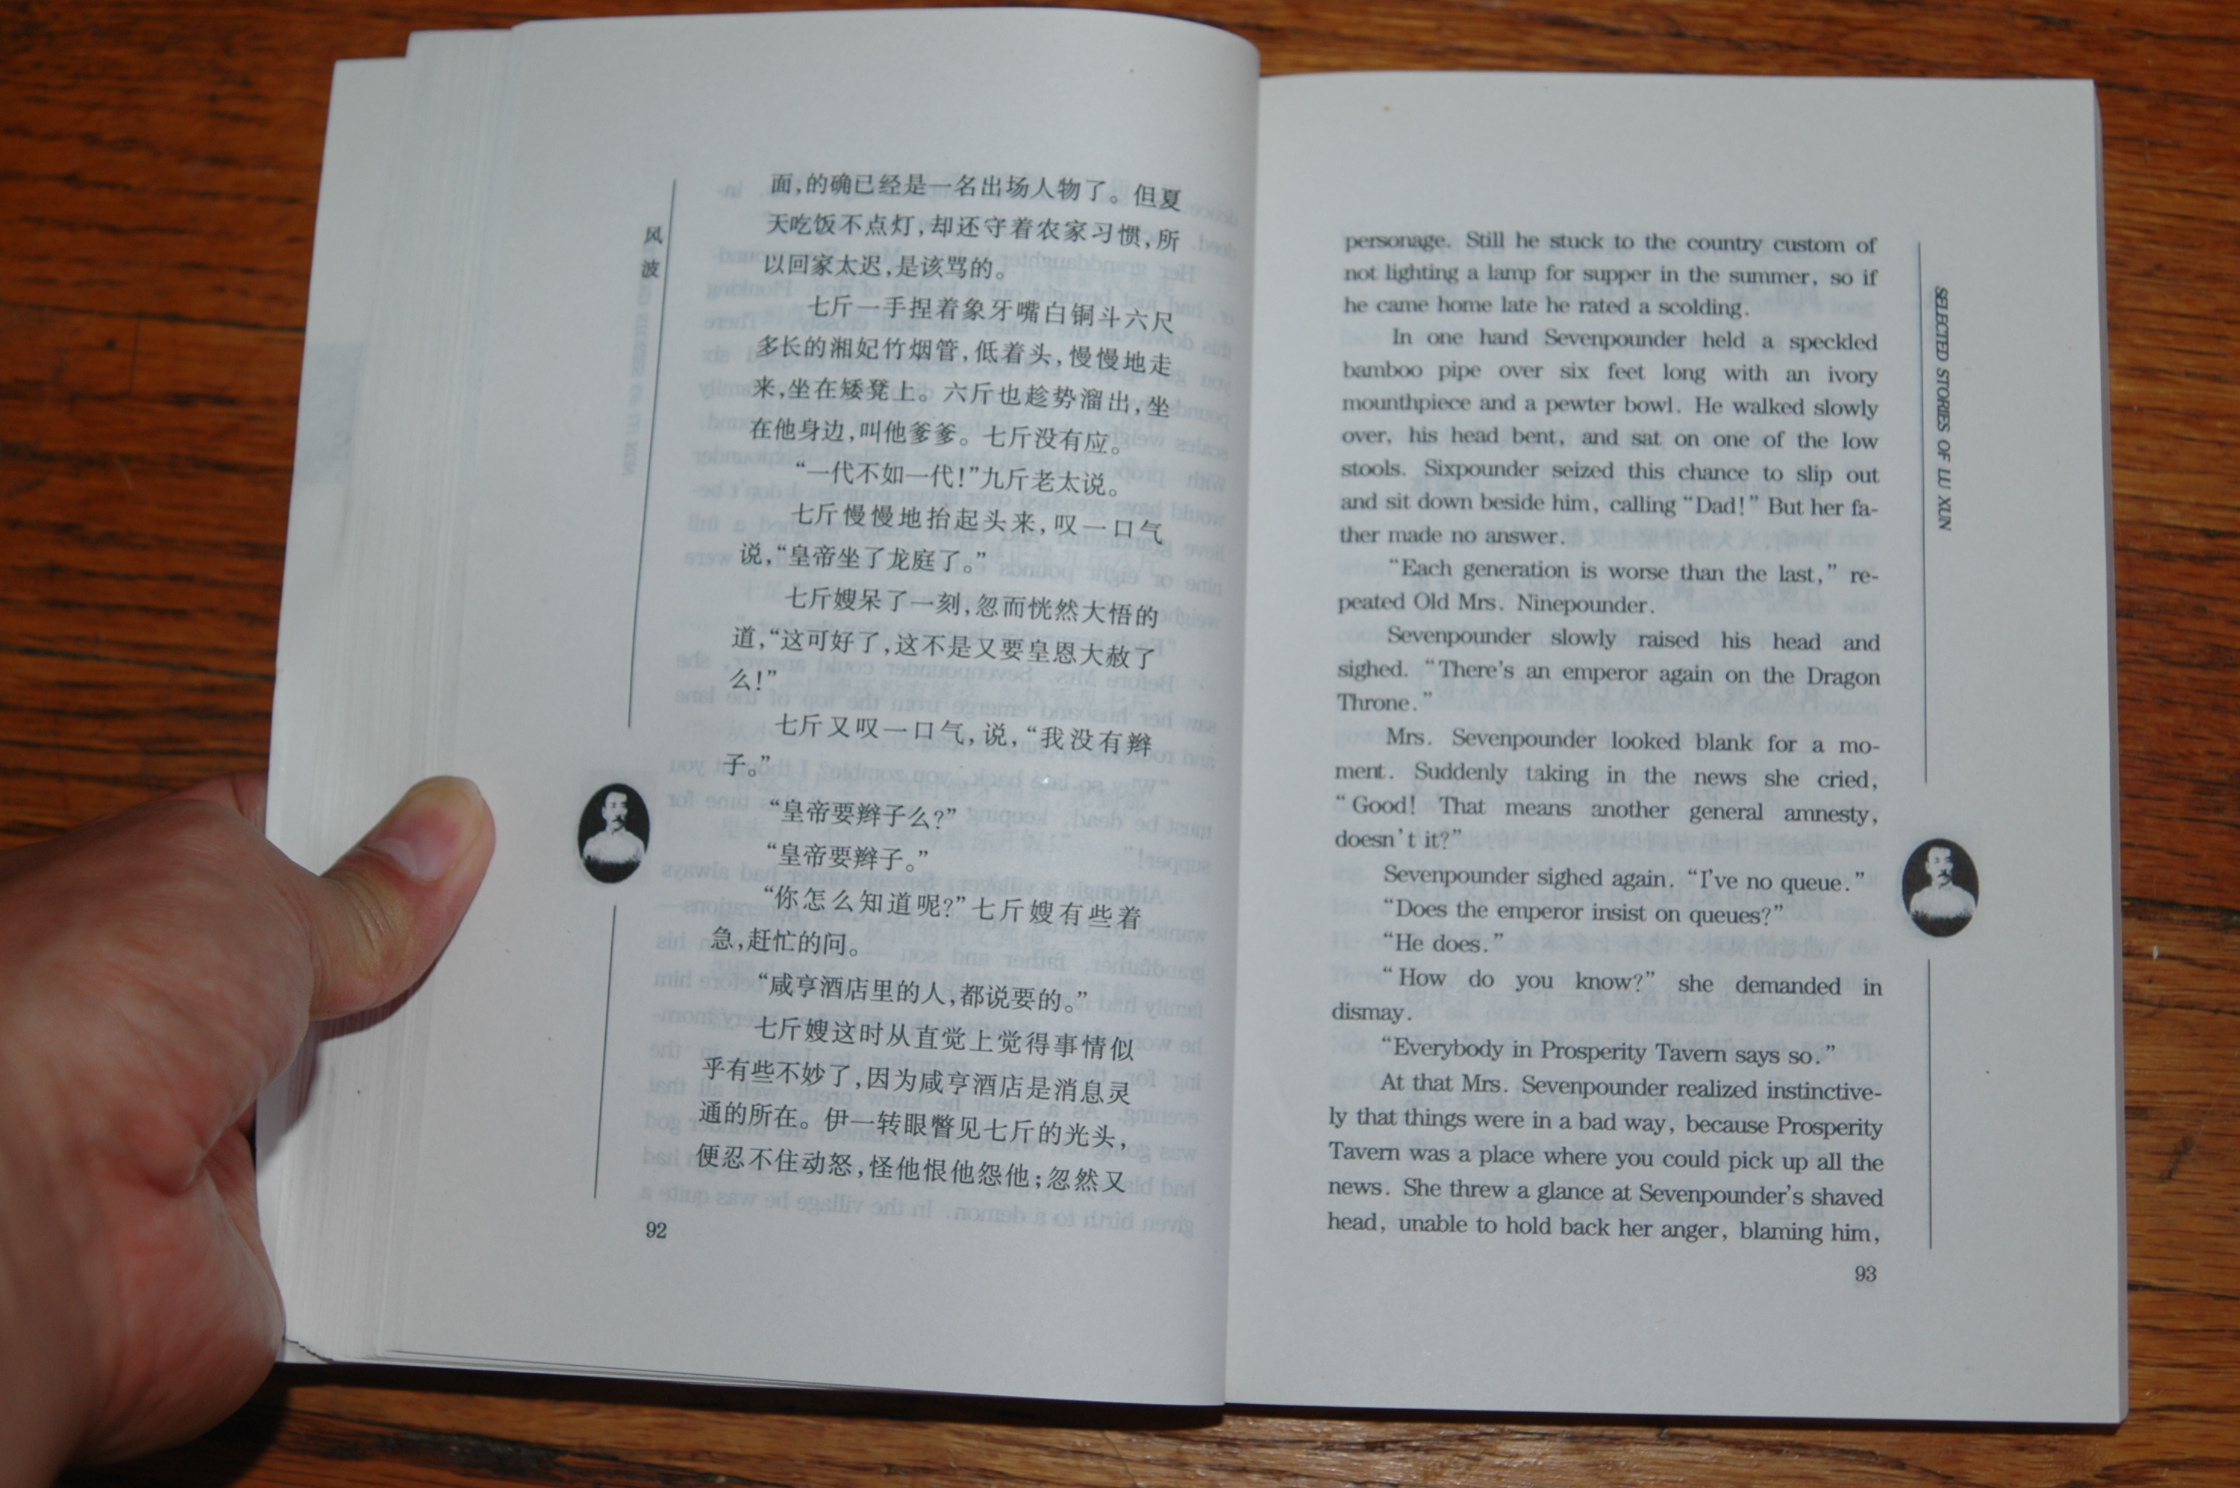 风
波
面,的确已经是一名出场人物了。但夏
天吃饭不点灯,却还守着农家习惯,所
以回家太迟,是该骂的。
七斤一手捏着象牙嘴白铜斗六尺
多长的湘妃竹烟管,低着头,慢慢地走
来,坐在矮凳上。六斤也趁势溜出,坐
在他身边,叫他爹爹。七斤没有应。
“一代不如一代!”九斤老太说。
七斤慢慢地抬起头来,叹一口气
说,“皇帝坐了龙庭了。”
七斤嫂呆了一刻,忽而恍然大悟的
道,“这可好了,这不是又要皇恩大赦了
么!”
七斤又叹一口气,说,“我没有辫
子。”
“皇帝要辫子么?”
“皇帝要辫子。”
“你怎么知道呢?”七斤嫂有些着
急,赶忙的问。
“咸亨酒店里的人,都说要的。”
七斤嫂这时从直觉上觉得事情似
乎有些不妙了,因为咸亨酒店是消息灵
通的所在。伊一转眼瞥见七斤的光头,
便忍不住动怒,怪他恨他怨他;忽然又
92
SELECTED STORIES OF LU XUN
personage. Still he stuck to the country custom of
not lighting a lamp for supper in the summer, so if
he came home late he rated a scolding.
In one hand Sevenpounder held a speckled
bamboo pipe over six feet long with an ivory
mounthpiece and a pewter bowl. He walked slowly
over, his head bent, and sat on one of the low
stools. Sixpounder seized this chance to slip out
and sit down beside him, calling “Dad!” But her fa-
ther made no answer.
“Each generation is worse than the last,” re-
peated Old Mrs. Ninepounder.
Sevenpounder slowly raised his head and
sighed. “There's an emperor again on the Dragon
Throne.”
Mrs. Sevenpounder looked blank for a mo-
ment. Suddenly taking in the news she cried,
“Good! That means another general amnesty,
doesn't it?”
Sevenpounder sighed again. “I've no queue.”
“Does the emperor insist on queues?”
“He does.”
“How do you know?” she demanded in
dismay.
“Everybody in Prosperity Tavern says so.”
At that Mrs. Sevenpounder realized instinctive-
ly that things were in a bad way, because Prosperity
Tavern was a place where you could pick up all the
news. She threw a glance at Sevenpounder's shaved
head, unable to hold back her anger, blaming him,
93